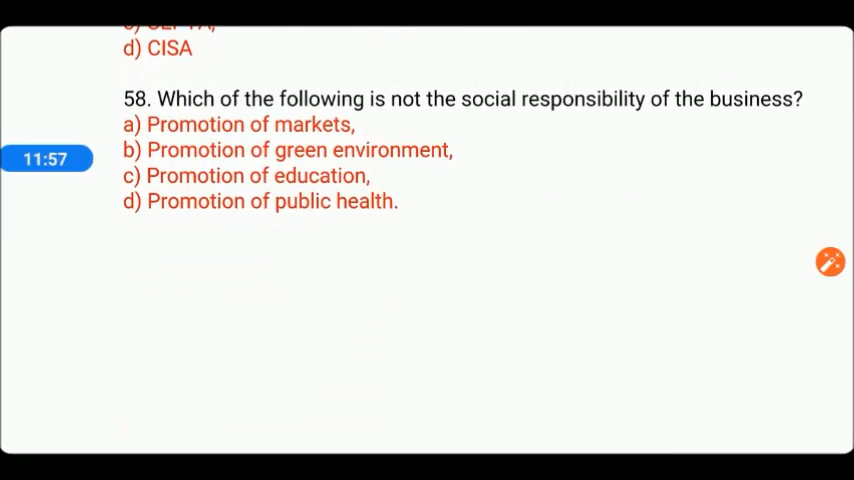 d) CISA
58. Which of the following is not the social responsibility of the business?
a) Promotion of markets,
b) Promotion of green environment,
11:57
c) Promotion of education,
d) Promotion of public health.